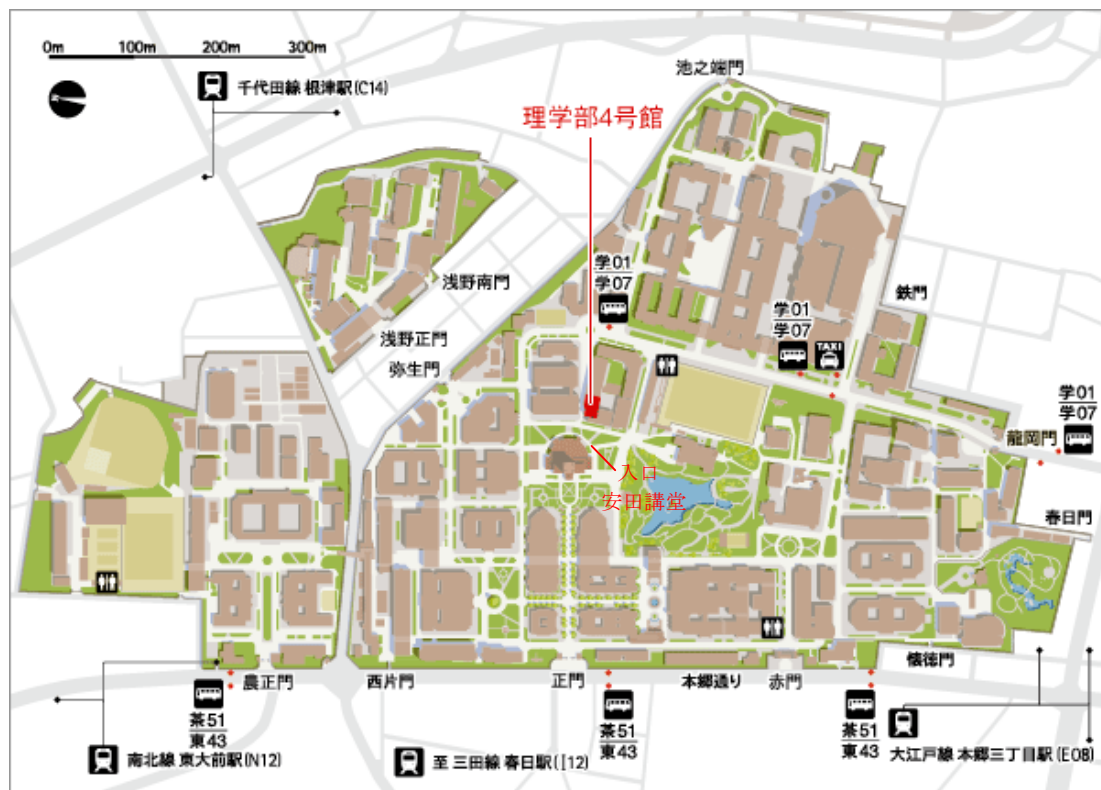 0m 100m 200m 300m
千代田線 根津駅(C14)
池之端門
理学部4号館
浅野南門
学01
学07
鉄門
学01
学07
TAXI
浅野正門
弥生門
学01
学07
龍岡門
入口
安田講堂
春日門
農正門
西片門
正門
本郷通り
赤門
懐徳門
茶51
東43
茶51
東43
茶51
東43
南北線 東大前駅(N12)
至 三田線 春日駅(I12)
大江戸線 本郷三丁目駅(E08)